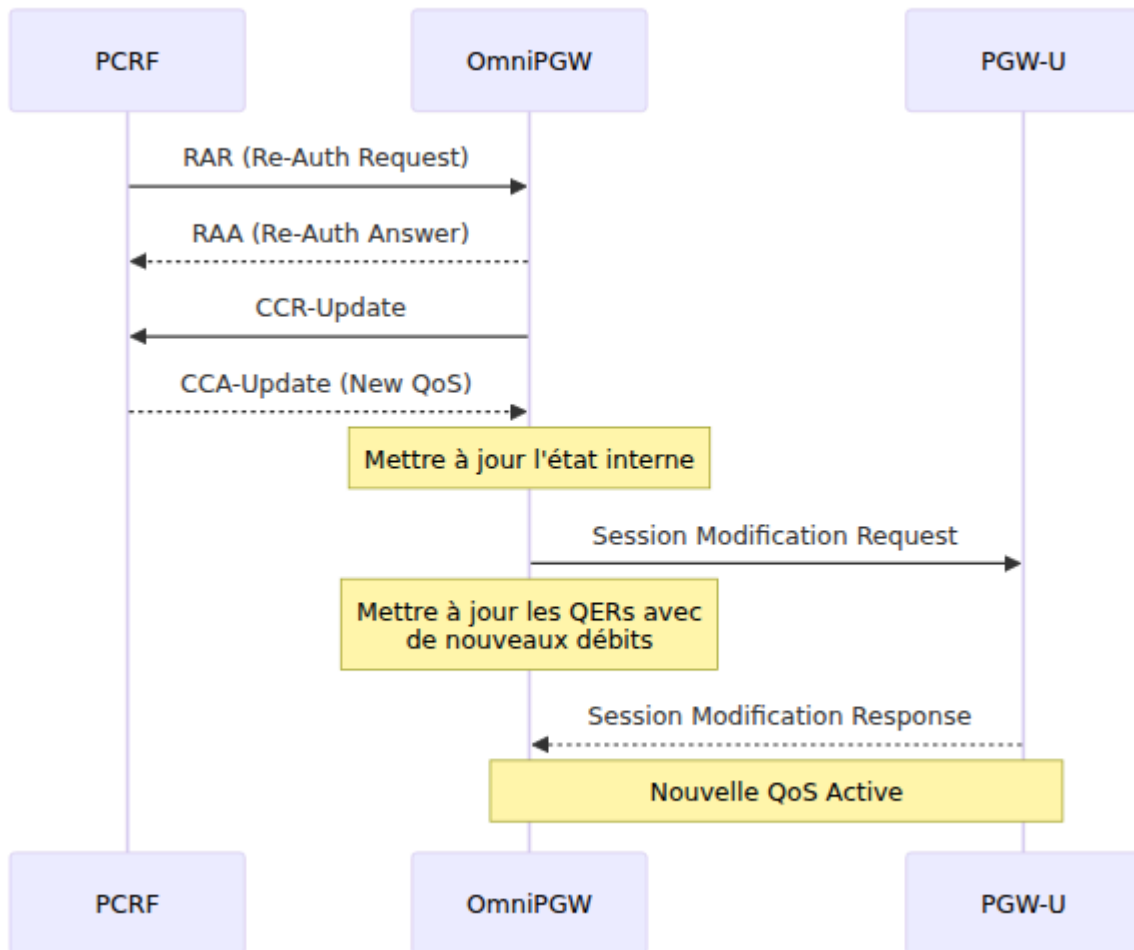 PCRF
OmniPGW
PGW-U
RAR (Re-Auth Request)
RAA (Re-Auth Answer)
CCR-Update
CCA-Update (New QoS)
Mettre à jour l'état interne
Session Modification Request
Mettre à jour les QERs avec
de nouveaux débits
Session Modification Response
Nouvelle QoS Active
PCRF
OmniPGW
PGW-U